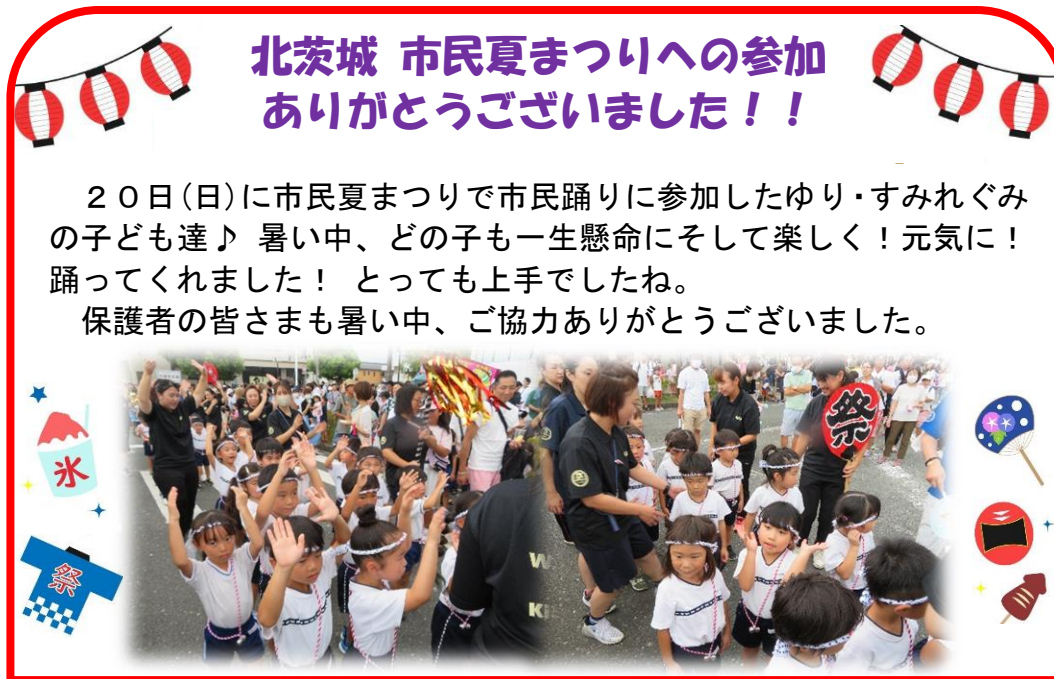 北茨城 市民夏まつりへの参加
ありがとうございました！！
２０日(日)に市民夏まつりで市民踊りに参加したゆり・すみれぐみ
の子ども達♪ 暑い中、どの子も一生懸命にそして楽しく！元気に！
踊ってくれました！ とっても上手でしたね。
保護者の皆さまも暑い中、ご協力ありがとうございました。
祭
氷
祭